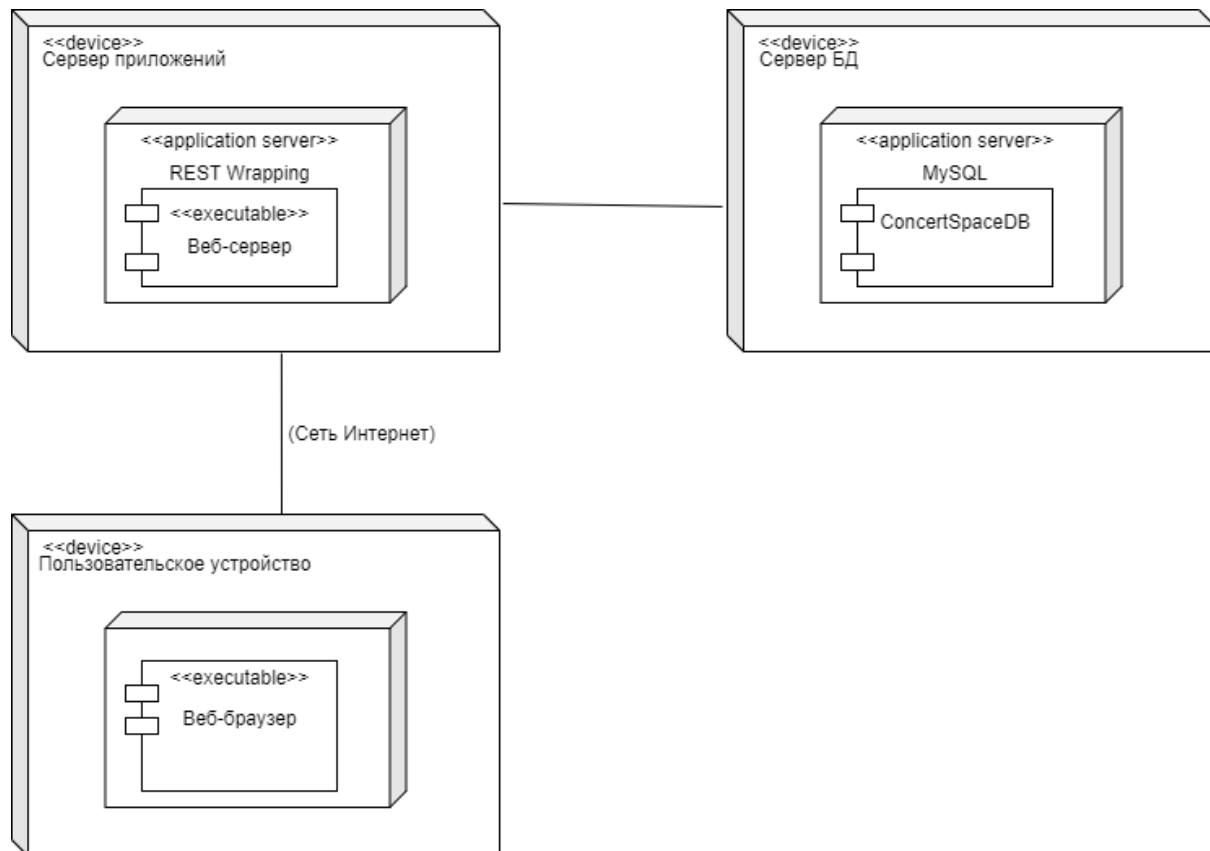 <<device>>
Сервер приложений
<<application server>>
REST Wrapping
<<executable>>
Веб-сервер
<<device>>
Сервер БД
<<application server>>
MySQL
ConcertSpaceDB
(Сеть Интернет)
<<device>>
Пользовательское устройство
<<executable>>
Веб-браузер